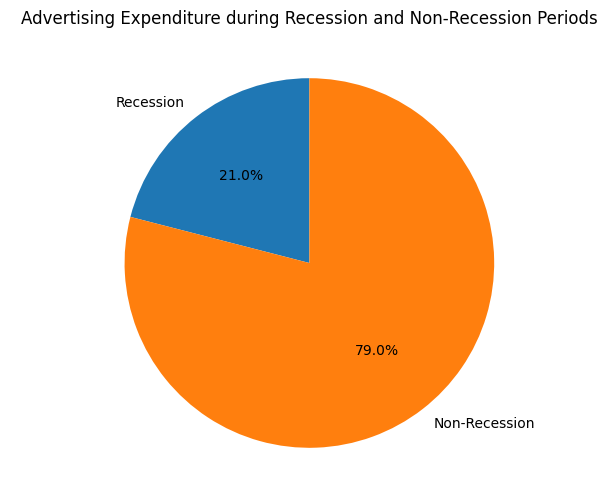 Advertising Expenditure during Recession and Non-Recession Periods
Recession
21.0%
79.0%
Non-Recession